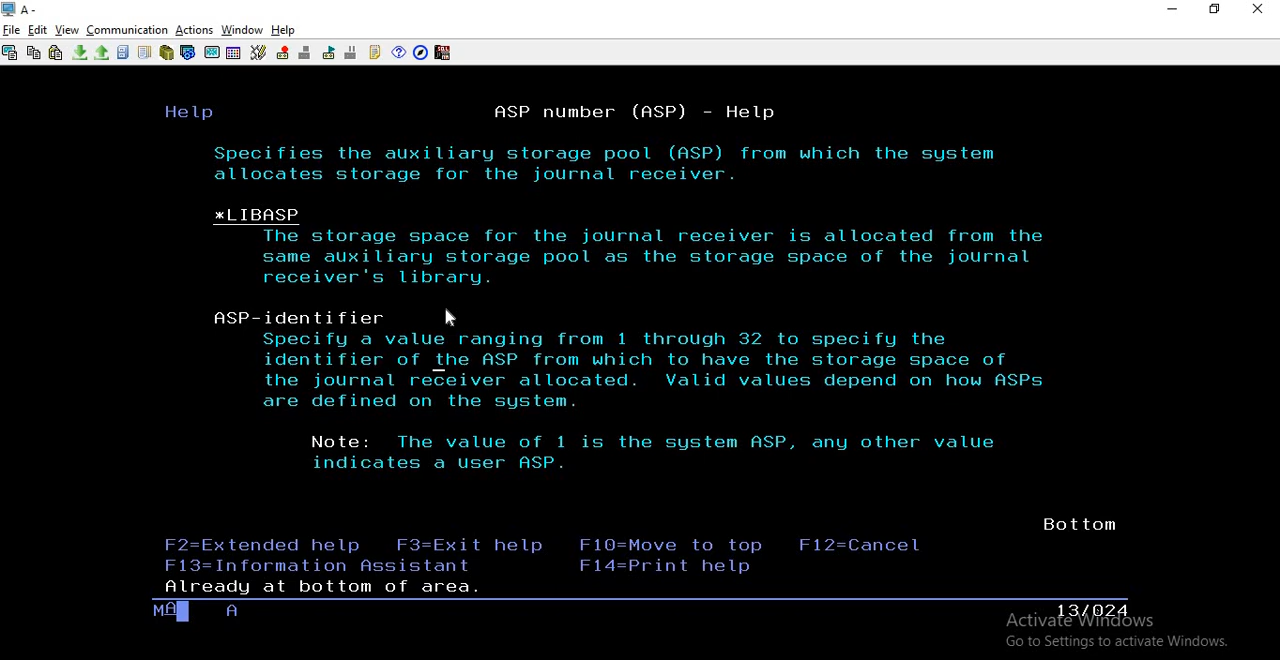 A -
File Edit View Communication Actions Window Help
Help ASP number (ASP) - Help
Specifies the auxiliary storage pool (ASP) from which the system
allocates storage for the journal receiver.
*LIBASP
The storage space for the journal receiver is allocated from the
same auxiliary storage pool as the storage space of the journal
receiver's library.
ASP-identifier
Specify a value ranging from 1 through 32 to specify the
identifier of the ASP from which to have the storage space of
the journal receiver allocated. Valid values depend on how ASPs
are defined on the system.
Note: The value of 1 is the system ASP, any other value
indicates a user ASP.
Bottom
F2=Extended help F3=Exit help F10=Move to top F12=Cancel
F13=Information Assistant F14=Print help
Already at bottom of area.
MA A 13/024
Activate Windows
Go to Settings to activate Windows.